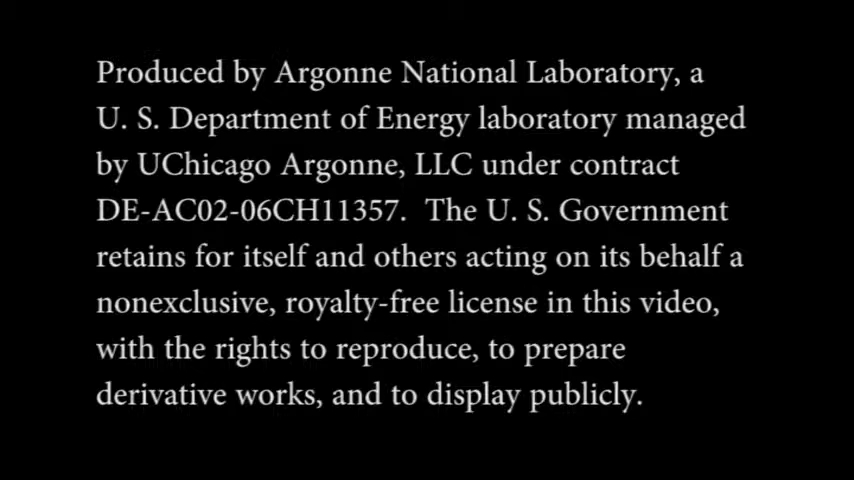 Produced by Argonne National Laboratory, a
U. S. Department of Energy laboratory managed
by UChicago Argonne, LLC under contract
DE-AC02-06CH11357.  The U. S. Government
retains for itself and others acting on its behalf a
nonexclusive, royalty-free license in this video,
with the rights to reproduce, to prepare
derivative works, and to display publicly.